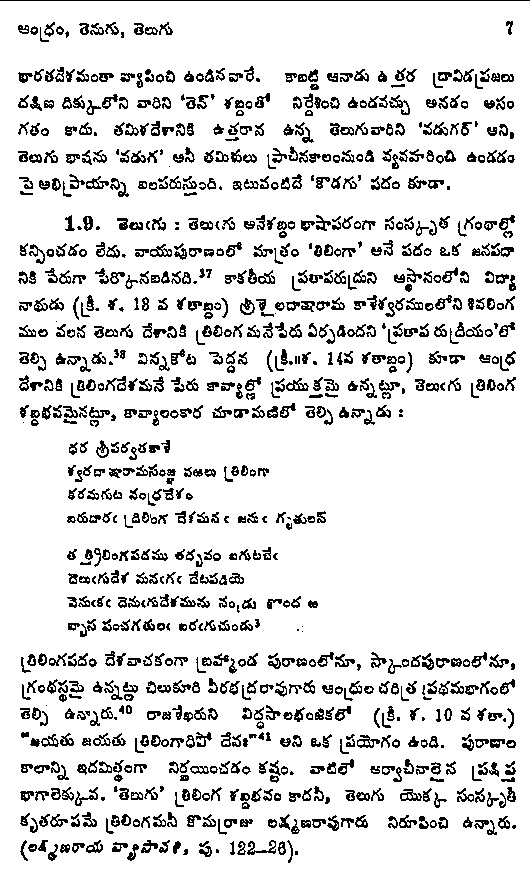 ఆంధ్రం, తెనుగు, తెలుగు 7
భారతదేశమంతా వ్యాపించి ఉండినవారే. కాబట్టి ఆనాడు ఉత్తర ద్రావిడప్రజలు
దక్షిణ దిక్కులోని వారిని ‘తెన్’ శబ్దంతో నిర్దేశించి ఉండవచ్చు అనడం అసం
గతం కాదు. తమిళదేశానికి ఉత్తరాన ఉన్న తెలుగువారిని ‘వడుగర్’ అని,
తెలుగు భాషను ‘వడుగ’ అనీ తమిళులు ప్రాచీనకాలంనుండి వ్యవహరించి ఉండడం
పై అభిప్రాయాన్ని బలపరుస్తుంది. ఇటువంటిదే ‘కొడగు’ పదం కూడా.
1.9. తెలుఁగు : తెలుఁగు అనేశబ్దం భాషాపరంగా సంస్కృత గ్రంథాల్లో
కన్పించడం లేదు. వాయుపురాణంలో మాత్రం ‘తిలింగా’ అనే పదం ఒక జనపదా
నికి పేరుగా పేర్కొనబడినది.³⁷ కాకతీయ ప్రతాపరుద్రుని ఆస్థానంలోని విద్యా
నాథుడు (క్రీ. శ. 13 వ శతాబ్దం) శ్రీశైలదాక్షారామ కాళేశ్వరములలోని శివలింగ
ముల వలన తెలుగు దేశానికి త్రిలింగమనేపేరు ఏర్పడిందని ‘ప్రతాపరుద్రీయం’లో
తెల్పి ఉన్నాడు.³⁸ విన్నకోట పెద్దన (క్రీ॥శ. 14వ శతాబ్దం) కూడా ఆంధ్ర
దేశానికి త్రిలింగదేశమనే పేరు కావ్యాల్లో ప్రయుక్తమై ఉన్నట్లూ, తెలుఁగు త్రిలింగ
శబ్దభవమైనట్లూ, కావ్యాలంకార చూడామణిలో తెల్పి ఉన్నాడు :
ధర శ్రీపర్వతకాళే
శ్వరదాక్షారామసంజ్ఞ వఱలు త్రిలింగా
కరమగుట నంధ్రదేశం
బరుదారఁ ద్రిలింగ దేశమనఁ జనుఁ గృతులన్
త త్త్రిలింగపదము తద్భవం బగుటచేఁ
దెలుఁగుదేశ మనఁగఁ దేటపడియె
వెనుకఁ దెనుఁగుదేశమును నండ్రు కొంద ఱ
బ్బాస పంచగతులఁ బరఁగుచుండు³
త్రిలింగపదం దేశవాచకంగా బ్రహ్మాండ పురాణంలోనూ, స్కాందపురాణంలోనూ,
గ్రంథస్థమై ఉన్నట్లు చిలుకూరి వీరభద్రరావుగారు ఆంధ్రుల చరిత్ర ప్రథమభాగంలో
తెల్పి ఉన్నారు.⁴⁰ రాజశేఖరుని విద్ధసాలభంజికలో (క్రీ. శ. 10 వ శతా.)
“జయతు జయతు త్రిలింగాధిపో దేవః”⁴¹ అని ఒక ప్రయోగం ఉంది. పురాణాల
కాలాన్ని ఇదమిత్థంగా నిర్ణయించడం కష్టం. వాటిలో అర్వాచీనాలైన ప్రక్షిప్త
భాగాలెక్కువ. ‘తెలుగు’ త్రిలింగ శబ్దభవం కాదనీ, తెలుగు యొక్క సంస్కృతీ
కృతరూపమే త్రిలింగమనీ కొమఱ్రాజు లక్ష్మణరావుగారు నిరూపించి ఉన్నారు.
(లక్ష్మణరాయ వ్యాసావళి, పు. 122–26).